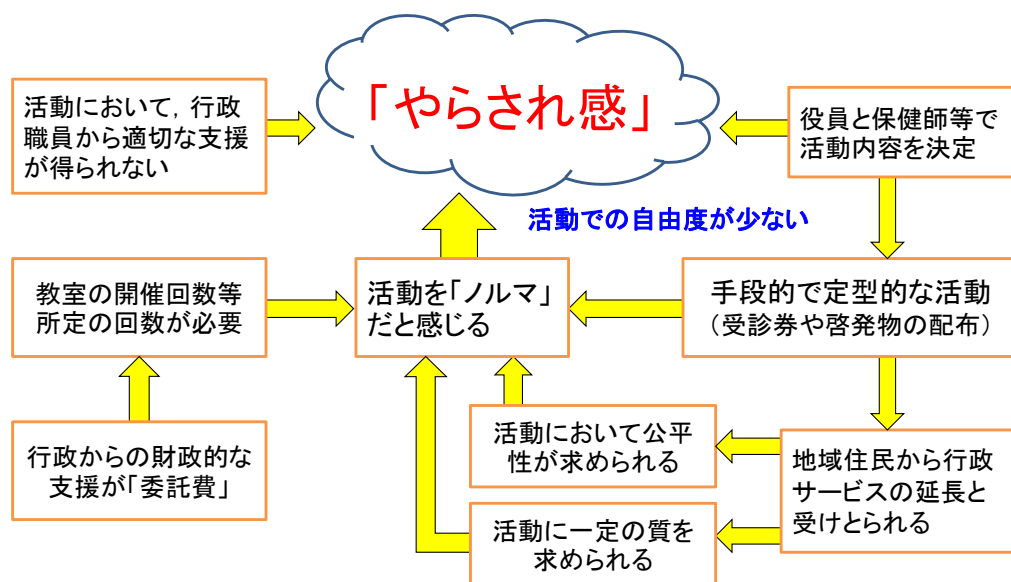 「やらされ感」
活動において，行政
職員から適切な支援
が得られない
役員と保健師等で
活動内容を決定
活動での自由度が少ない
教室の開催回数等
所定の回数が必要
活動を「ノルマ」
だと感じる
手段的で定型的な活動
（受診券や啓発物の配布）
行政からの財政的な
支援が「委託費」
活動において公平
性が求められる
地域住民から行政
サービスの延長と
受けとられる
活動に一定の質を
求められる